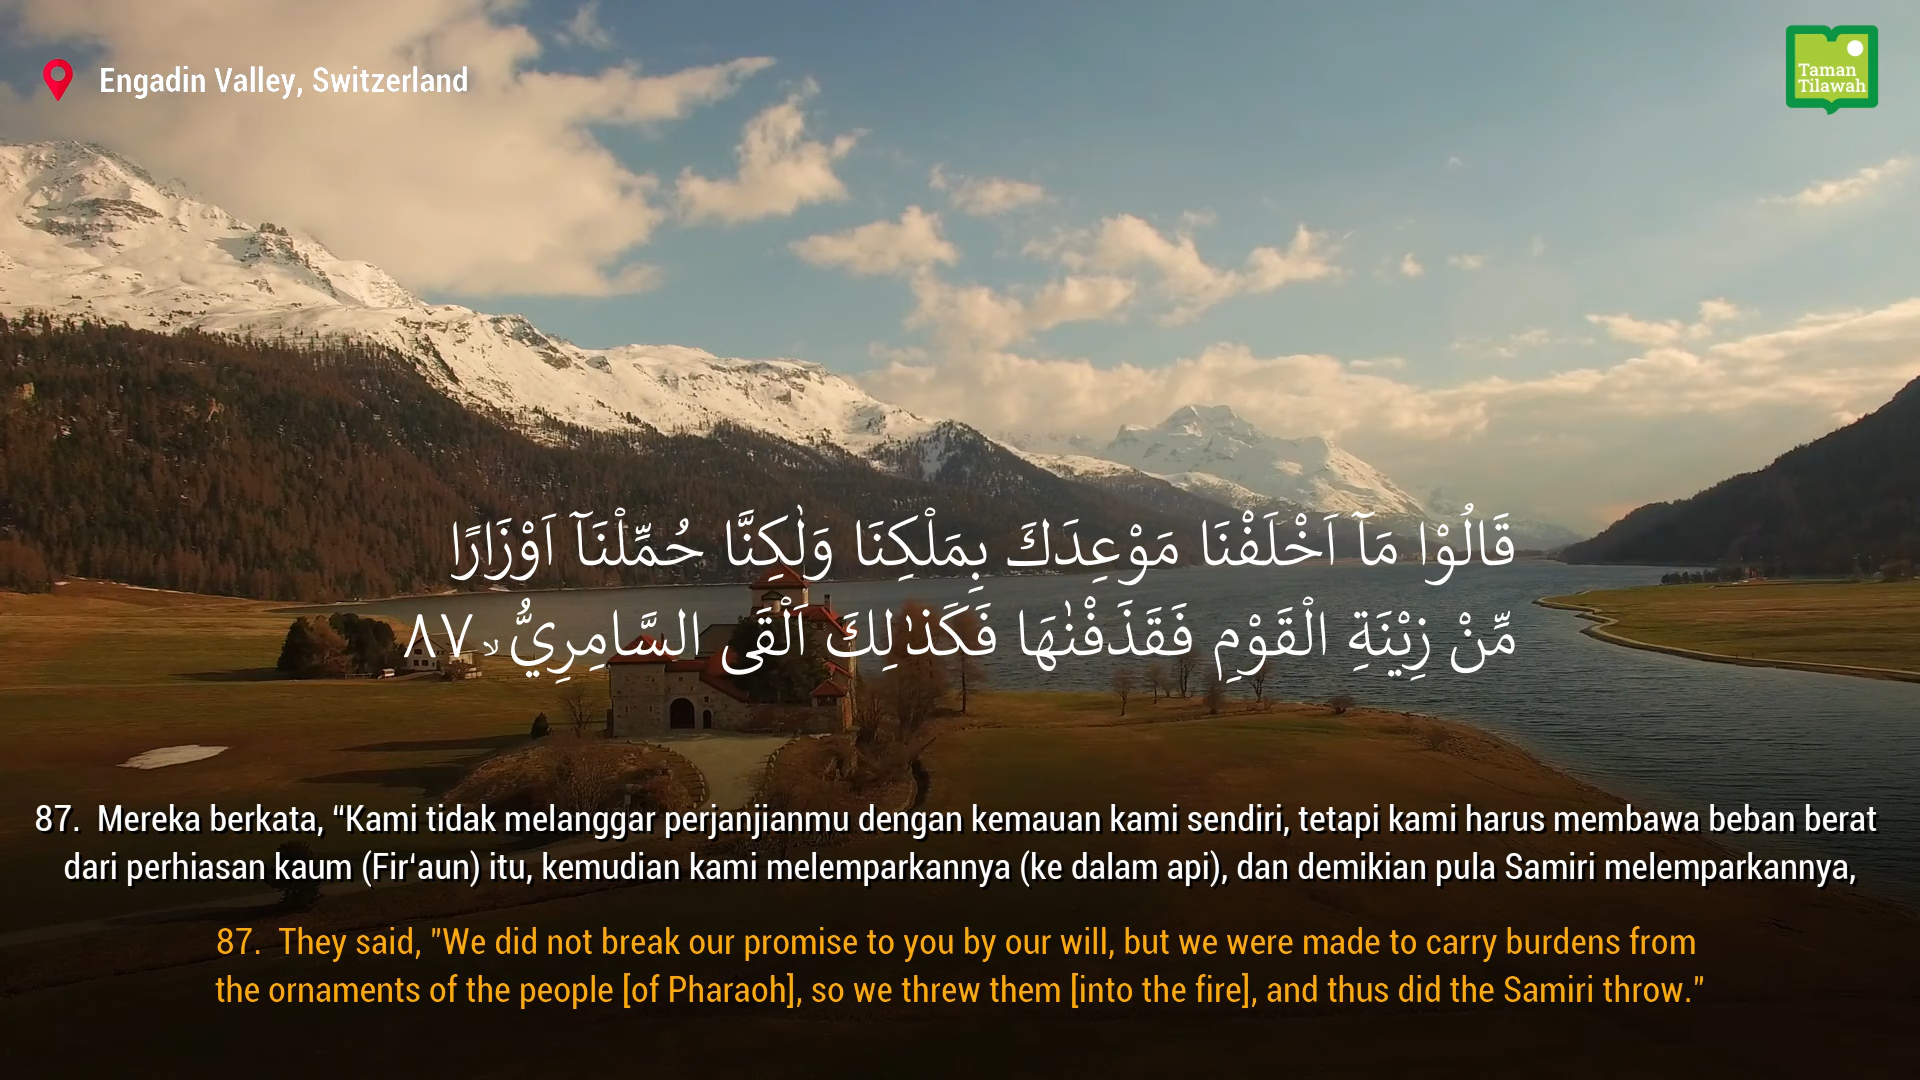 Engadin Valley, Switzerland
Taman
Tilawah
قَالُوْا مَآ اَخْلَفْنَا مَوْعِدَكَ بِمَلْكِنَا وَلٰكِنَّا حُمِّلْنَآ اَوْزَارًا
مِّنْ زِيْنَةِ الْقَوْمِ فَقَذَفْنٰهَا فَكَذٰلِكَ اَلْقَى السَّامِرِيُّ ۙ ٨٧
87. Mereka berkata, “Kami tidak melanggar perjanjianmu dengan kemauan kami sendiri, tetapi kami harus membawa beban berat
dari perhiasan kaum (Fir‘aun) itu, kemudian kami melemparkannya (ke dalam api), dan demikian pula Samiri melemparkannya,
87. They said, "We did not break our promise to you by our will, but we were made to carry burdens from
the ornaments of the people [of Pharaoh], so we threw them [into the fire], and thus did the Samiri throw."